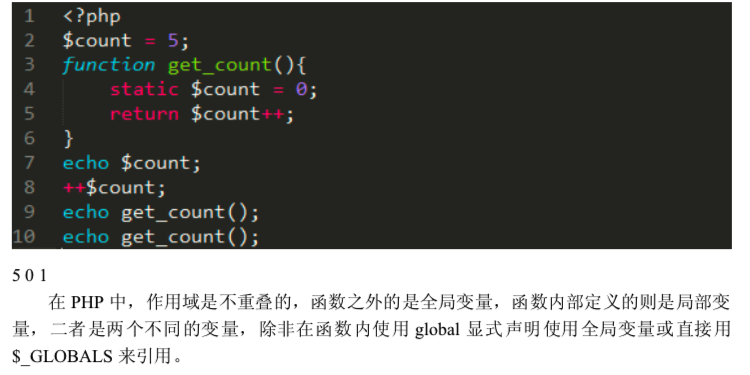 1 <?php
2 $count = 5;
3 function get_count(){
4     static $count = 0;
5     return $count++;
6 }
7 echo $count;
8 ++$count;
9 echo get_count();
10 echo get_count();
5 0 1
在 PHP 中，作用域是不重叠的，函数之外的是全局变量，函数内部定义的则是局部变
量，二者是两个不同的变量，除非在函数内使用 global 显式声明使用全局变量或直接用
$_GLOBALS 来引用。